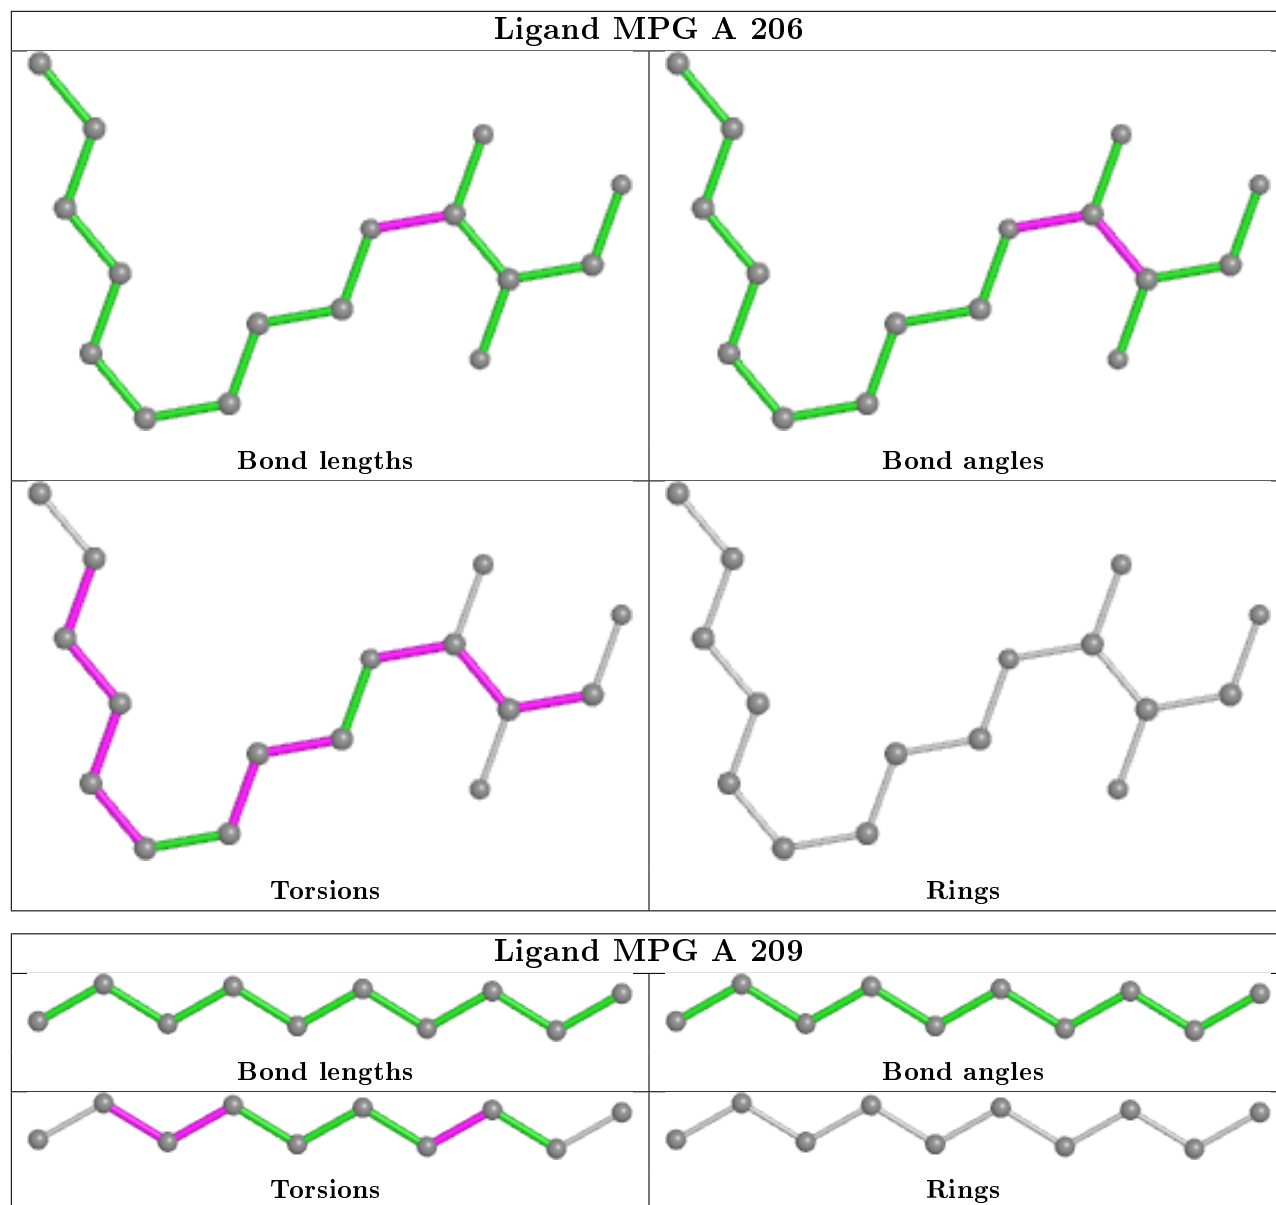 Ligand MPG A 206
Bond lengths
Bond angles
Torsions
Rings
Ligand MPG A 209
Bond lengths
Bond angles
Torsions
Rings